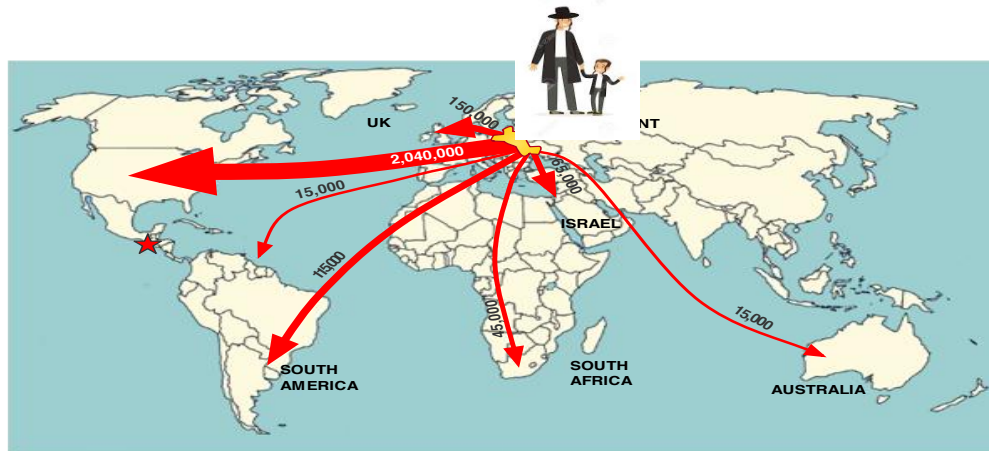 150,000
UK
NT
2,040,000
65,000
15,000
ISRAEL
115,000
45,000
15,000
SOUTH
AMERICA
SOUTH
AFRICA
AUSTRALIA